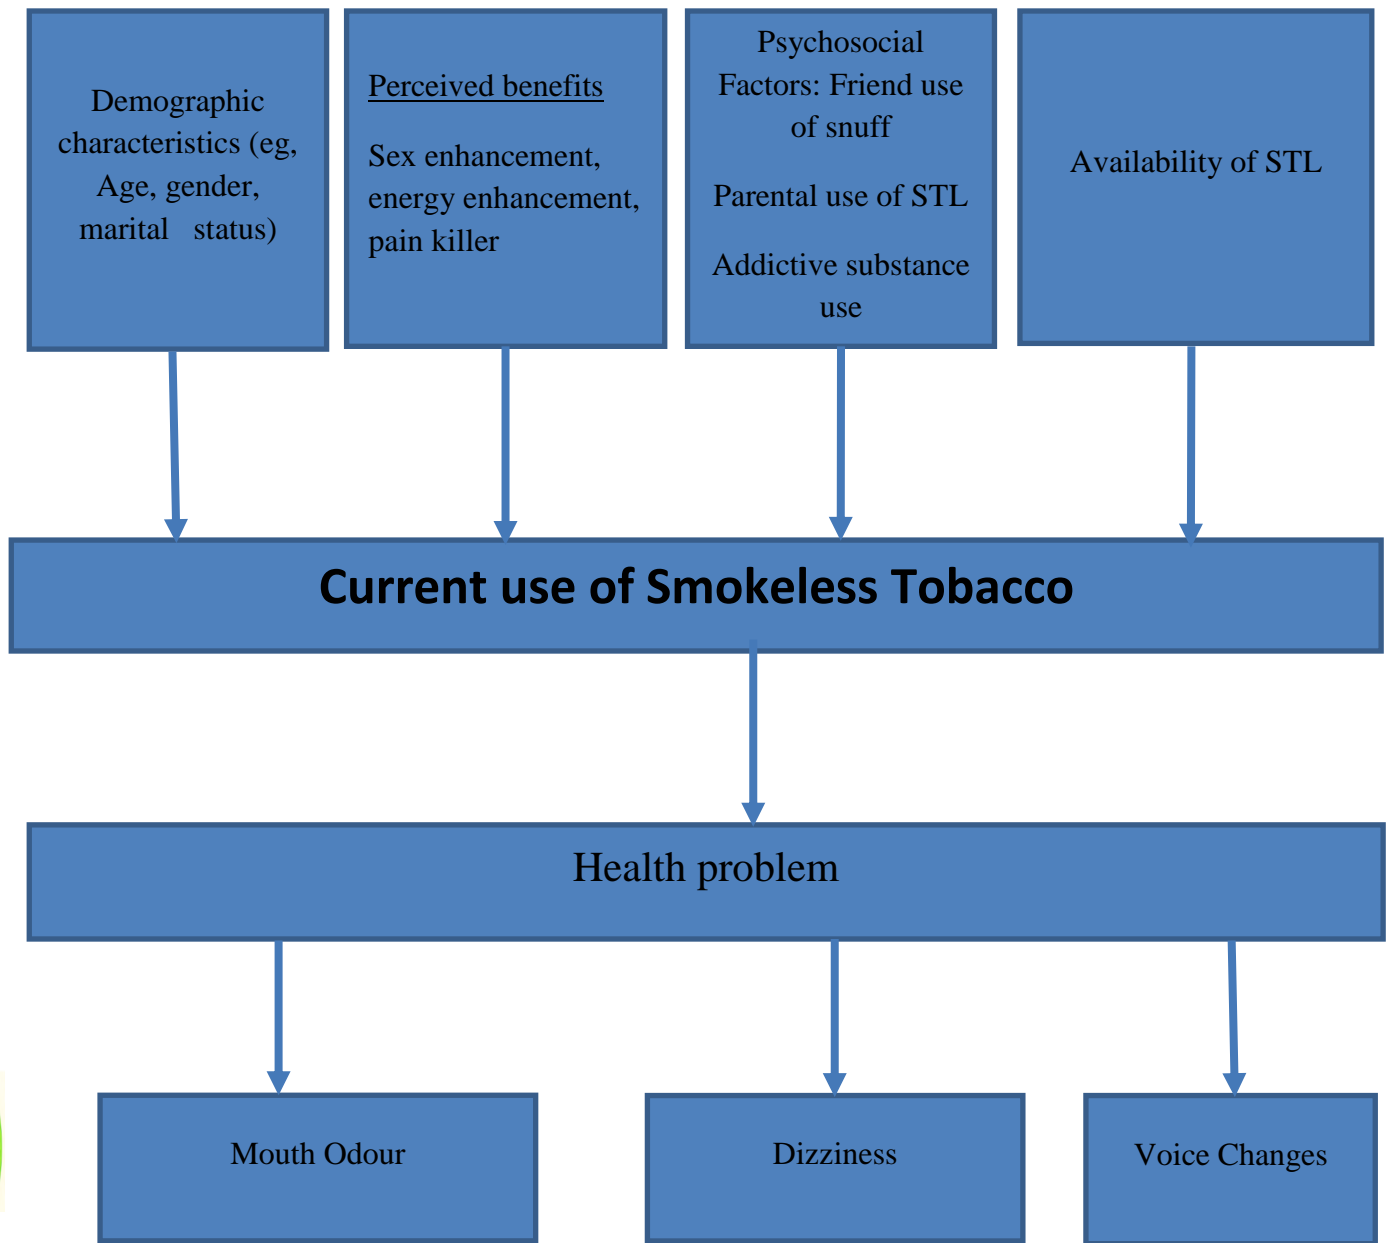 Demographic
characteristics (eg,
Age, gender,
marital status)
Perceived benefits
Sex enhancement,
energy enhancement,
pain killer
Psychosocial
Factors: Friend use
of snuff
Parental use of STL
Addictive substance
use
Availability of STL
Current use of Smokeless Tobacco
Health problem
Mouth Odour
Dizziness
Voice Changes